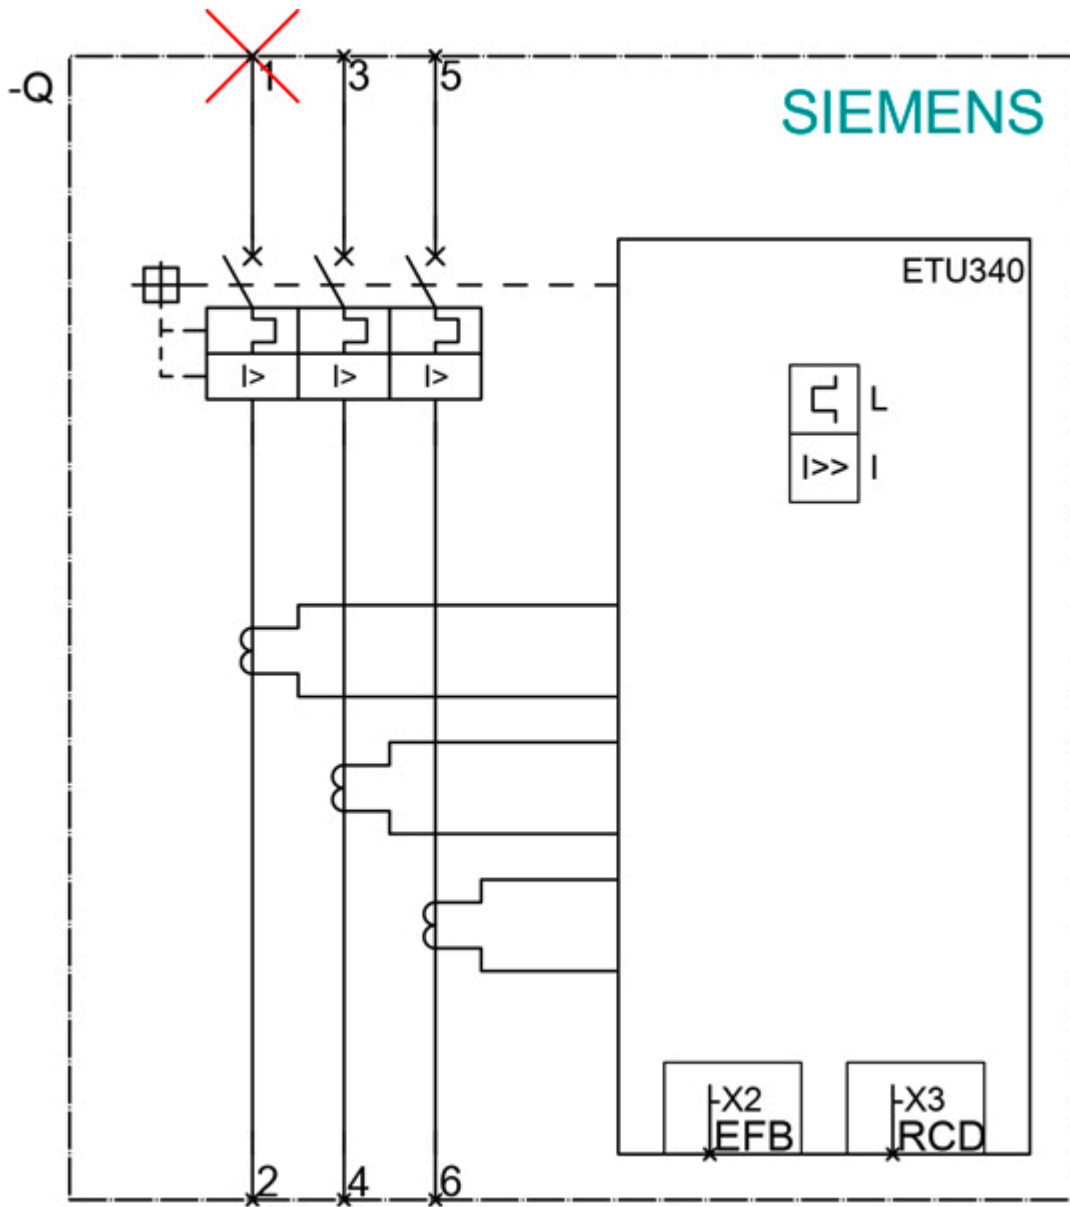 1 3 5
-Q
SIEMENS
ETU340
L
I> I> I>
I>> I
-X2
EFB
-X3
RCD
2 4 6